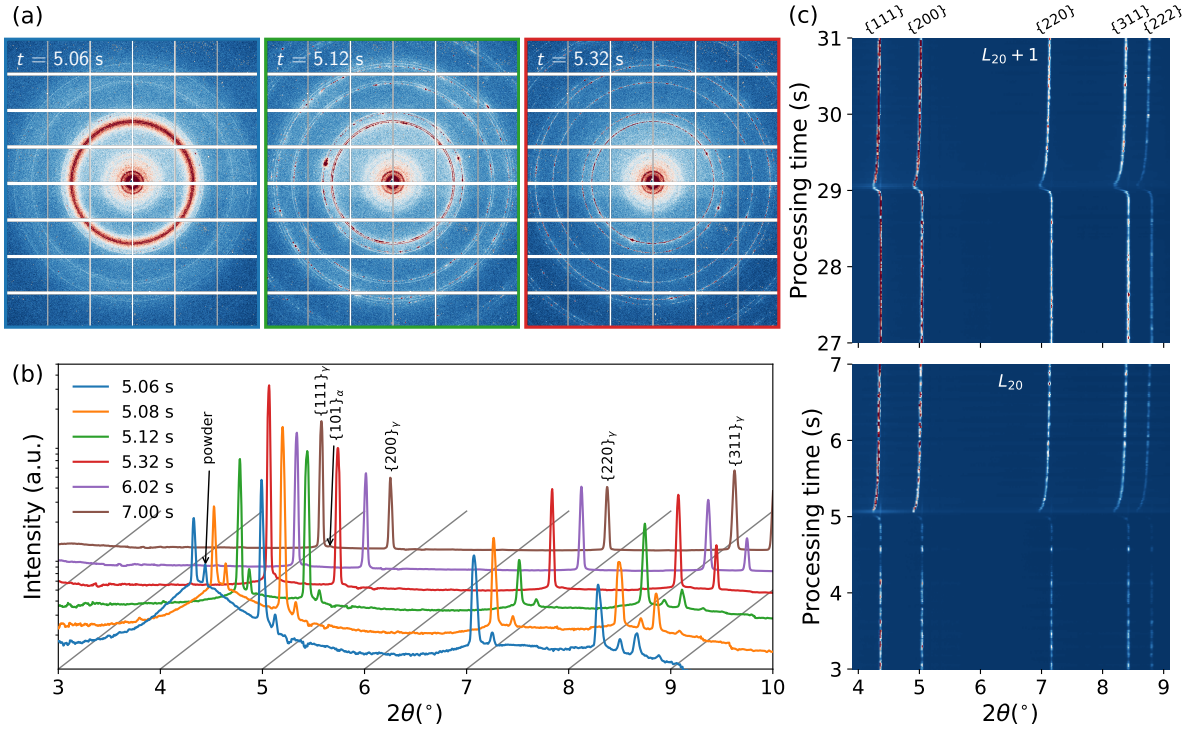 (a)
t = 5.06 s
t = 5.12 s
t = 5.32 s
(b)
Intensity (a.u.)
5.06 s
5.08 s
5.12 s
5.32 s
6.02 s
7.00 s
powder
{111}γ
{101}α
{200}γ
{220}γ
{311}γ
3 4 5 6 7 8 9 10
2θ(°)
(c)
{111} {200} {220} {311} {222}
L20 + 1
Processing time (s)
31
30
29
28
27
L20
Processing time (s)
7
6
5
4
3
4 5 6 7 8 9
2θ(°)